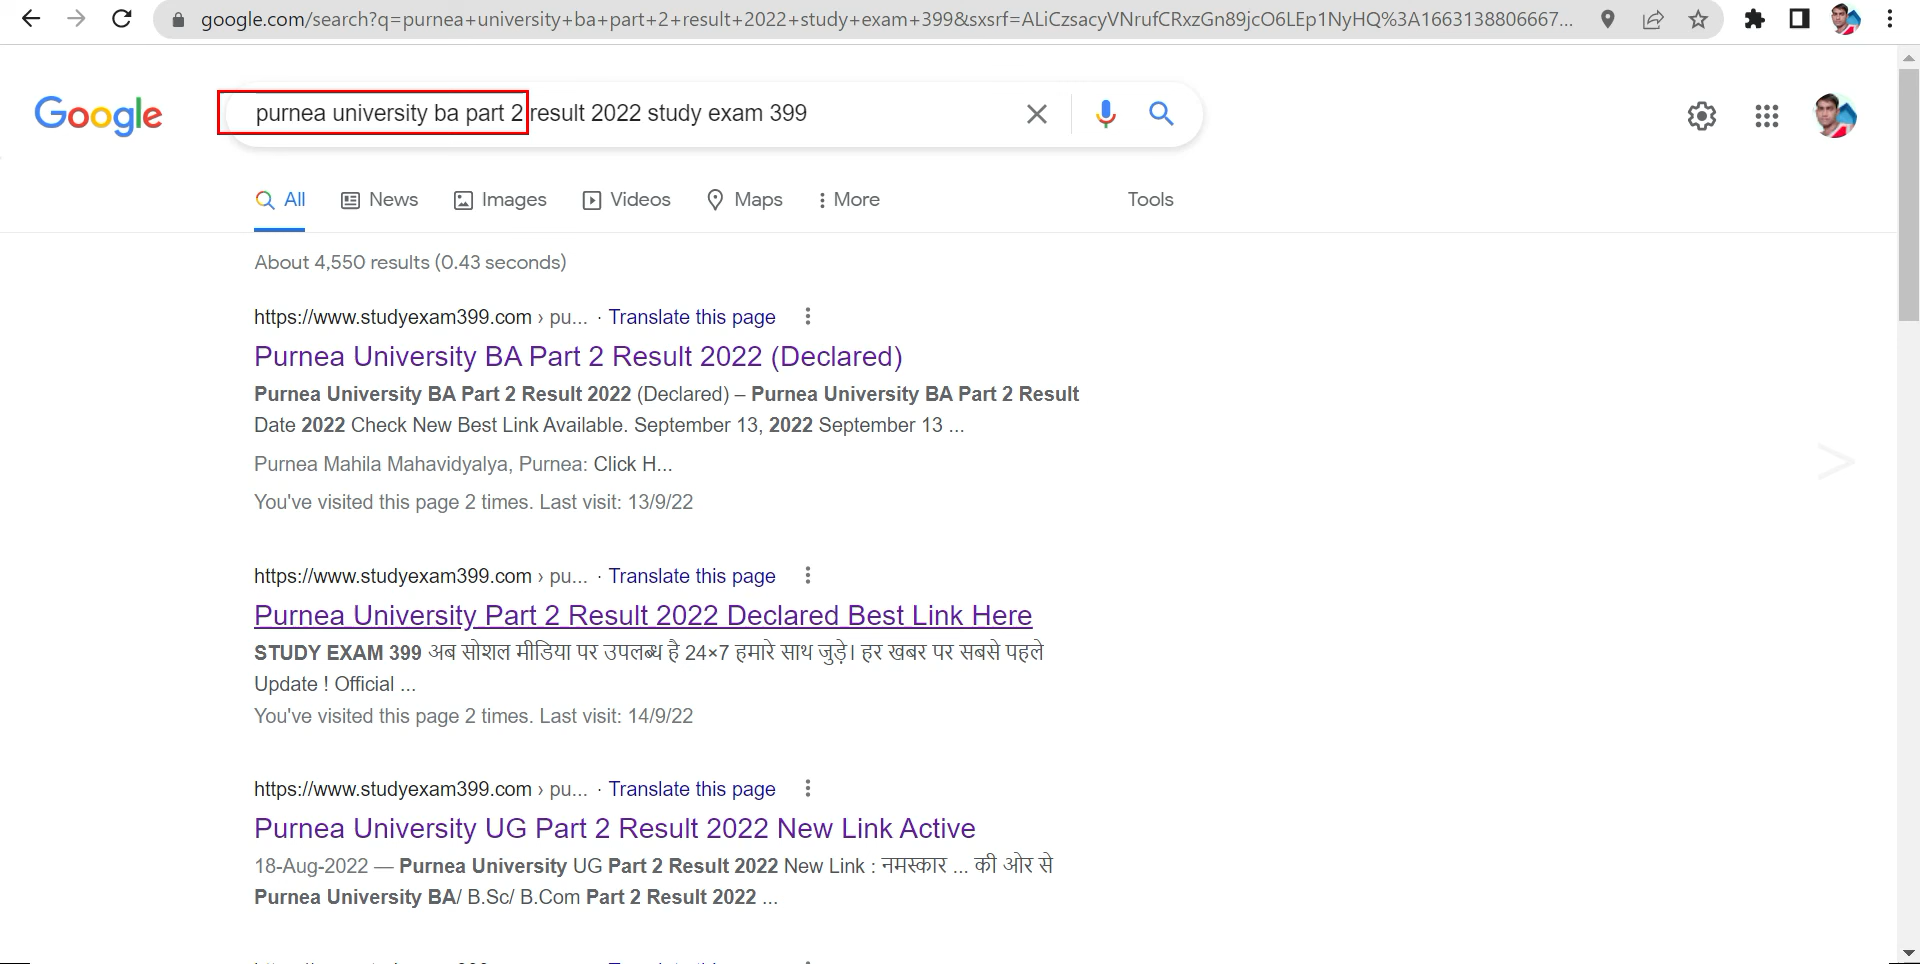 google.com/search?q=purnea+university+ba+part+2+result+2022+study+exam+399&sxsrf=ALiCzsacyVNrufCRxzGn89jcO6LEp1NyHQ%3A1663138806667...
Google
purnea university ba part 2 result 2022 study exam 399
All News Images Videos Maps More Tools
About 4,550 results (0.43 seconds)
https://www.studyexam399.com › pu... · Translate this page
Purnea University BA Part 2 Result 2022 (Declared)
Purnea University BA Part 2 Result 2022 (Declared) – Purnea University BA Part 2 Result
Date 2022 Check New Best Link Available. September 13, 2022 September 13 ...
Purnea Mahila Mahavidyalya, Purnea: Click H...
You've visited this page 2 times. Last visit: 13/9/22
https://www.studyexam399.com › pu... · Translate this page
Purnea University Part 2 Result 2022 Declared Best Link Here
STUDY EXAM 399 अब सोशल मीडिया पर उपलब्ध है 24×7 हमारे साथ जुड़े। हर खबर पर सबसे पहले
Update ! Official ...
You've visited this page 2 times. Last visit: 14/9/22
https://www.studyexam399.com › pu... · Translate this page
Purnea University UG Part 2 Result 2022 New Link Active
18-Aug-2022 — Purnea University UG Part 2 Result 2022 New Link : नमस्कार ... की ओर से
Purnea University BA/ B.Sc/ B.Com Part 2 Result 2022 ...